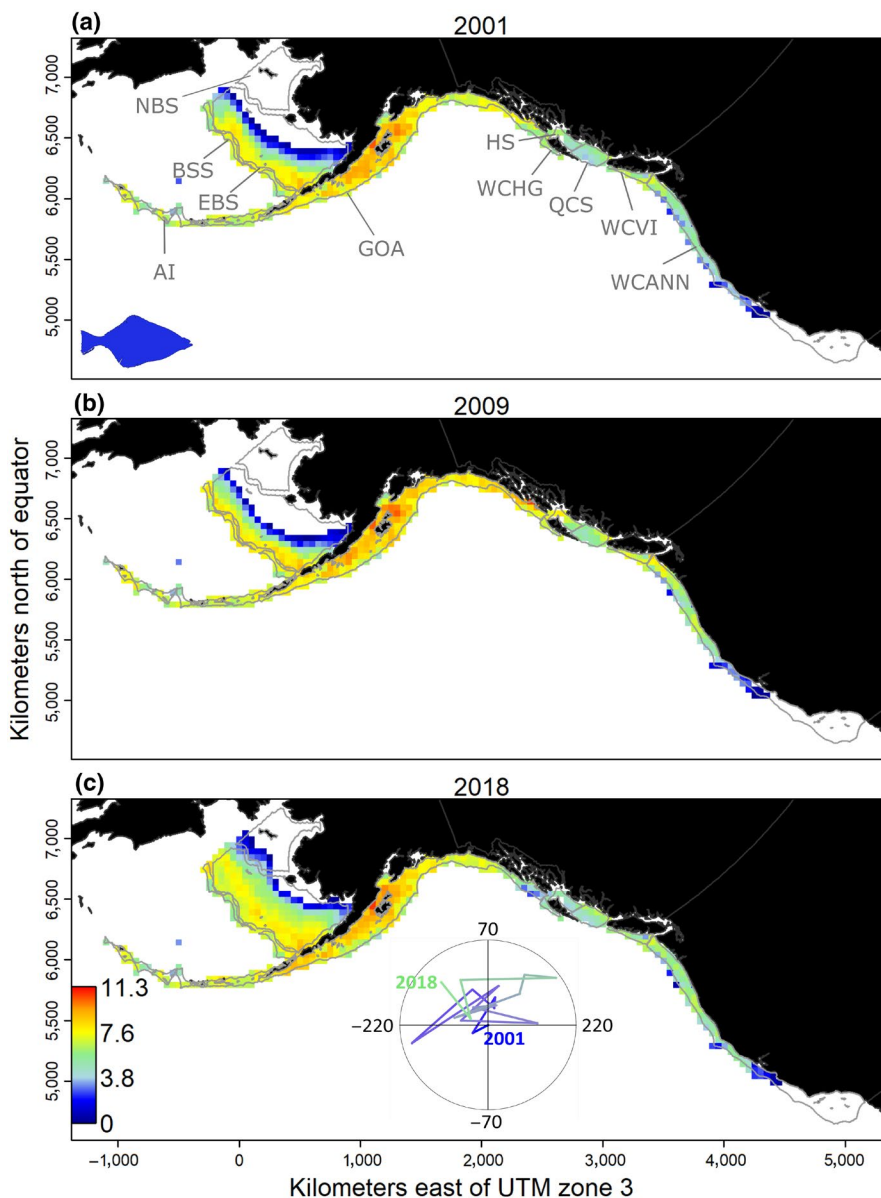 (a)
2001
7,000
6,500
6,000
5,500
5,000
NBS
BSS
EBS
AI
GOA
HS
WCHG
QCS
WCVI
WCANN
(b)
2009
7,000
6,500
6,000
5,500
5,000
Kilometers north of equator
(c)
2018
7,000
6,500
6,000
5,500
5,000
11.3
7.6
3.8
0
70
2018
−220
220
2001
−70
−1,000
0
1,000
2,000
3,000
4,000
5,000
Kilometers east of UTM zone 3